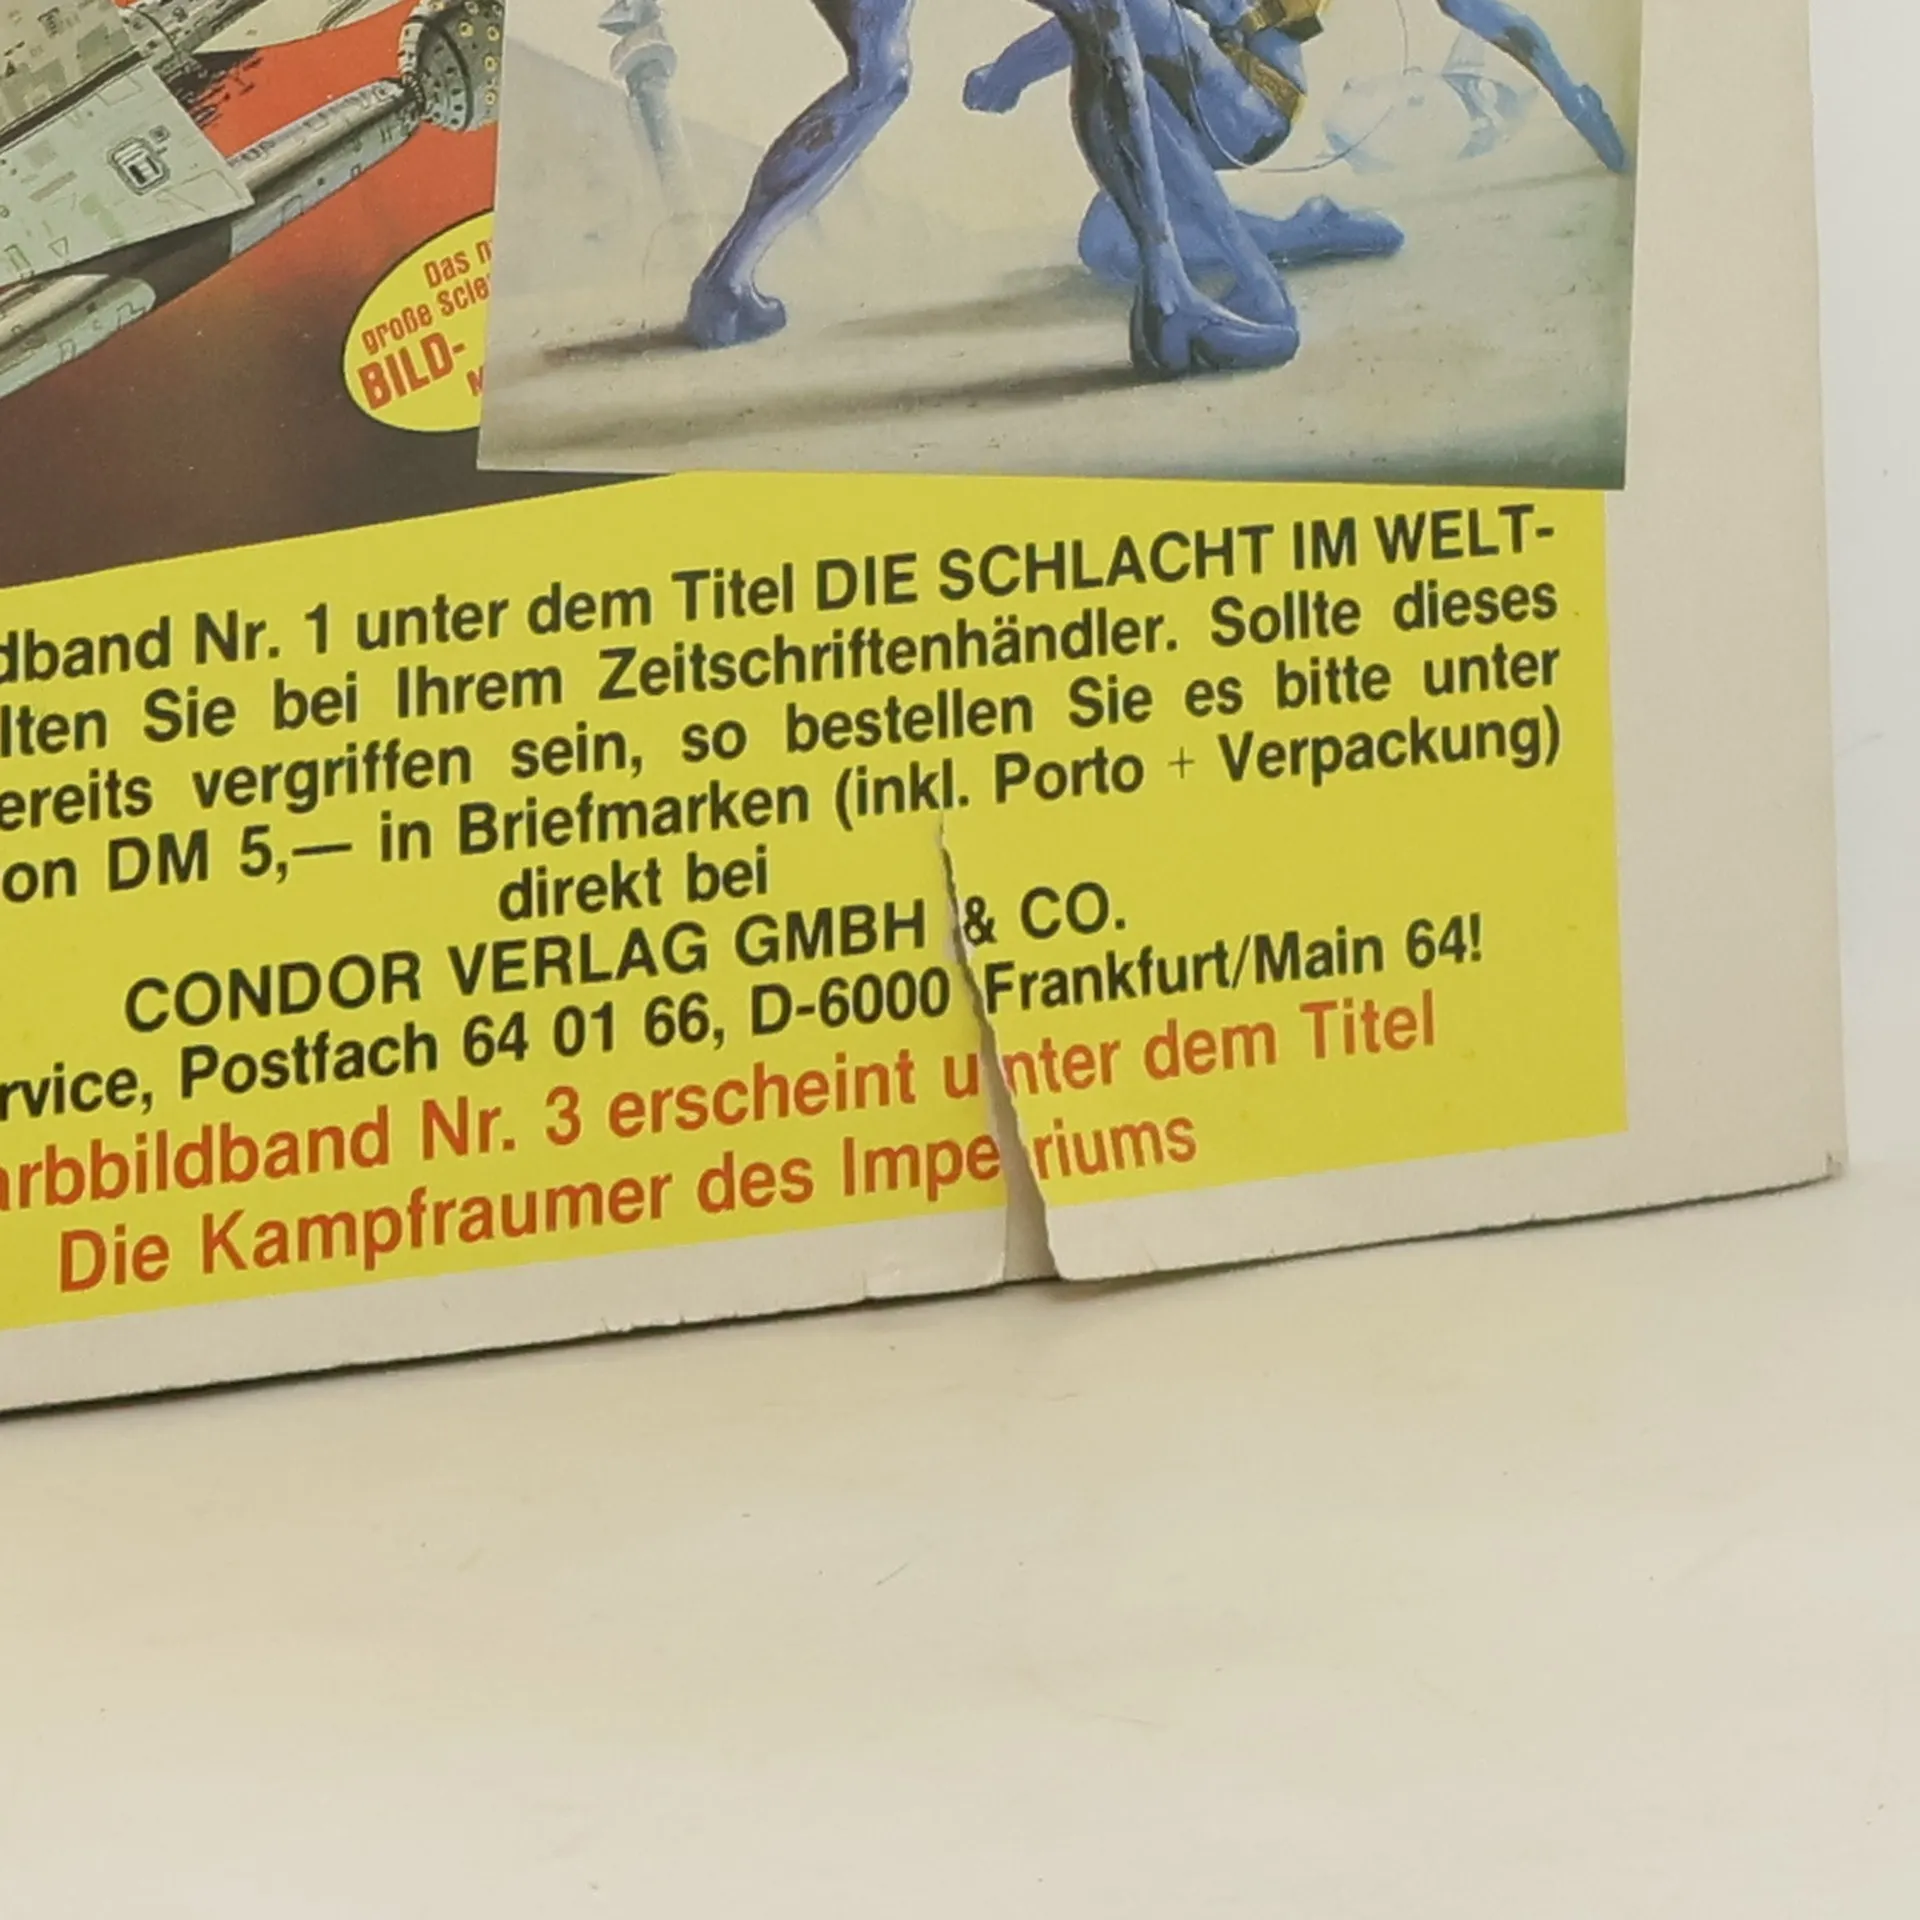 Das n
große Scie
BILD-
dband Nr. 1 unter dem Titel DIE SCHLACHT IM WELT-
lten Sie bei Ihrem Zeitschriftenhändler. Sollte dieses
ereits vergriffen sein, so bestellen Sie es bitte unter
on DM 5,— in Briefmarken (inkl. Porto + Verpackung)
direkt bei
CONDOR VERLAG GMBH & CO.
rvice, Postfach 64 01 66, D-6000 Frankfurt/Main 64!
arbbildband Nr. 3 erscheint unter dem Titel
Die Kampfraumer des Imperiums